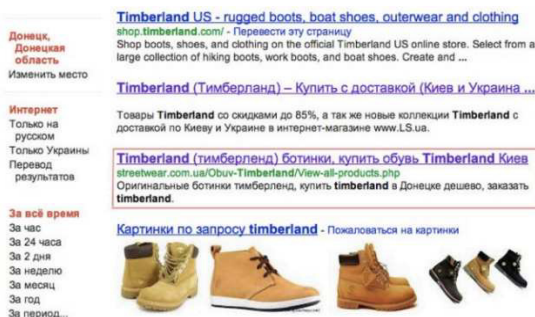 Донецк,
Донецкая
область
Изменить место
Интернет
Только на
русском
Только Украины
Перевод
результатов
За всё время
За час
За 24 часа
За 2 дня
За неделю
За месяц
За год
За период...
Timberland US - rugged boots, boat shoes, outerwear and clothing
shop.timberland.com/ - Перевести эту страницу
Shop boots, shoes, and clothing on the official Timberland US online store. Select from a
large collection of hiking boots, work boots, and boat shoes. Create and ...
Timberland (Тимберланд) – Купить с доставкой (Киев и Украина ...
Товары Timberland со скидками до 85%, а так же новые коллекции Timberland с
доставкой по Киеву и Украине в интернет-магазине www.LS.ua.
Timberland (тимберленд) ботинки, купить обувь Timberland Киев
streetwear.com.ua/Obuv-Timberland/View-all-products.php
Оригинальные ботинки тимберленд, купить timberland в Донецке дешево, заказать
timberland.
Картинки по запросу timberland - Пожаловаться на картинки